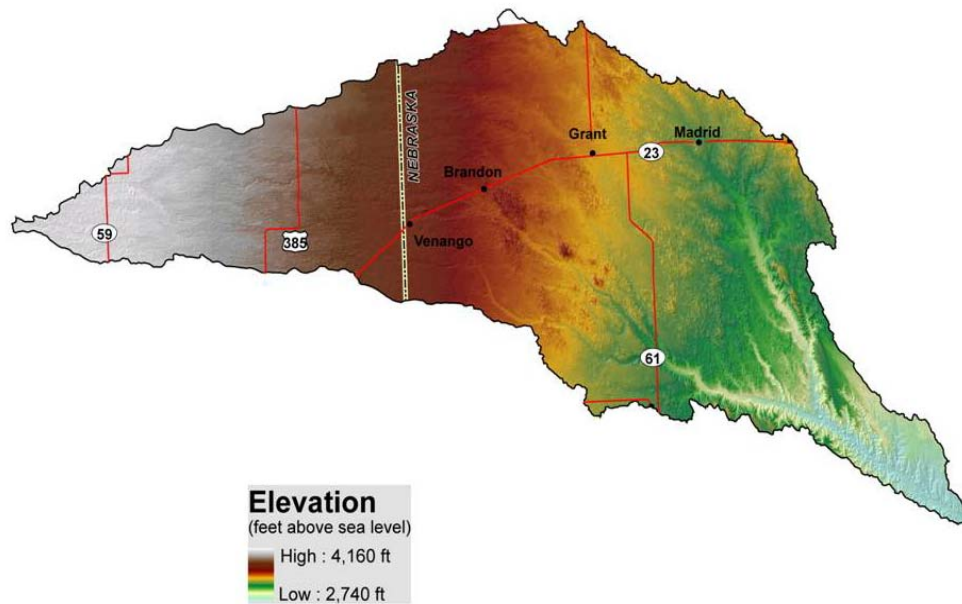 NEBRASKA
Grant
Madrid
23
Brandon
59
385
Venango
61
Elevation
(feet above sea level)
High : 4,160 ft
Low : 2,740 ft